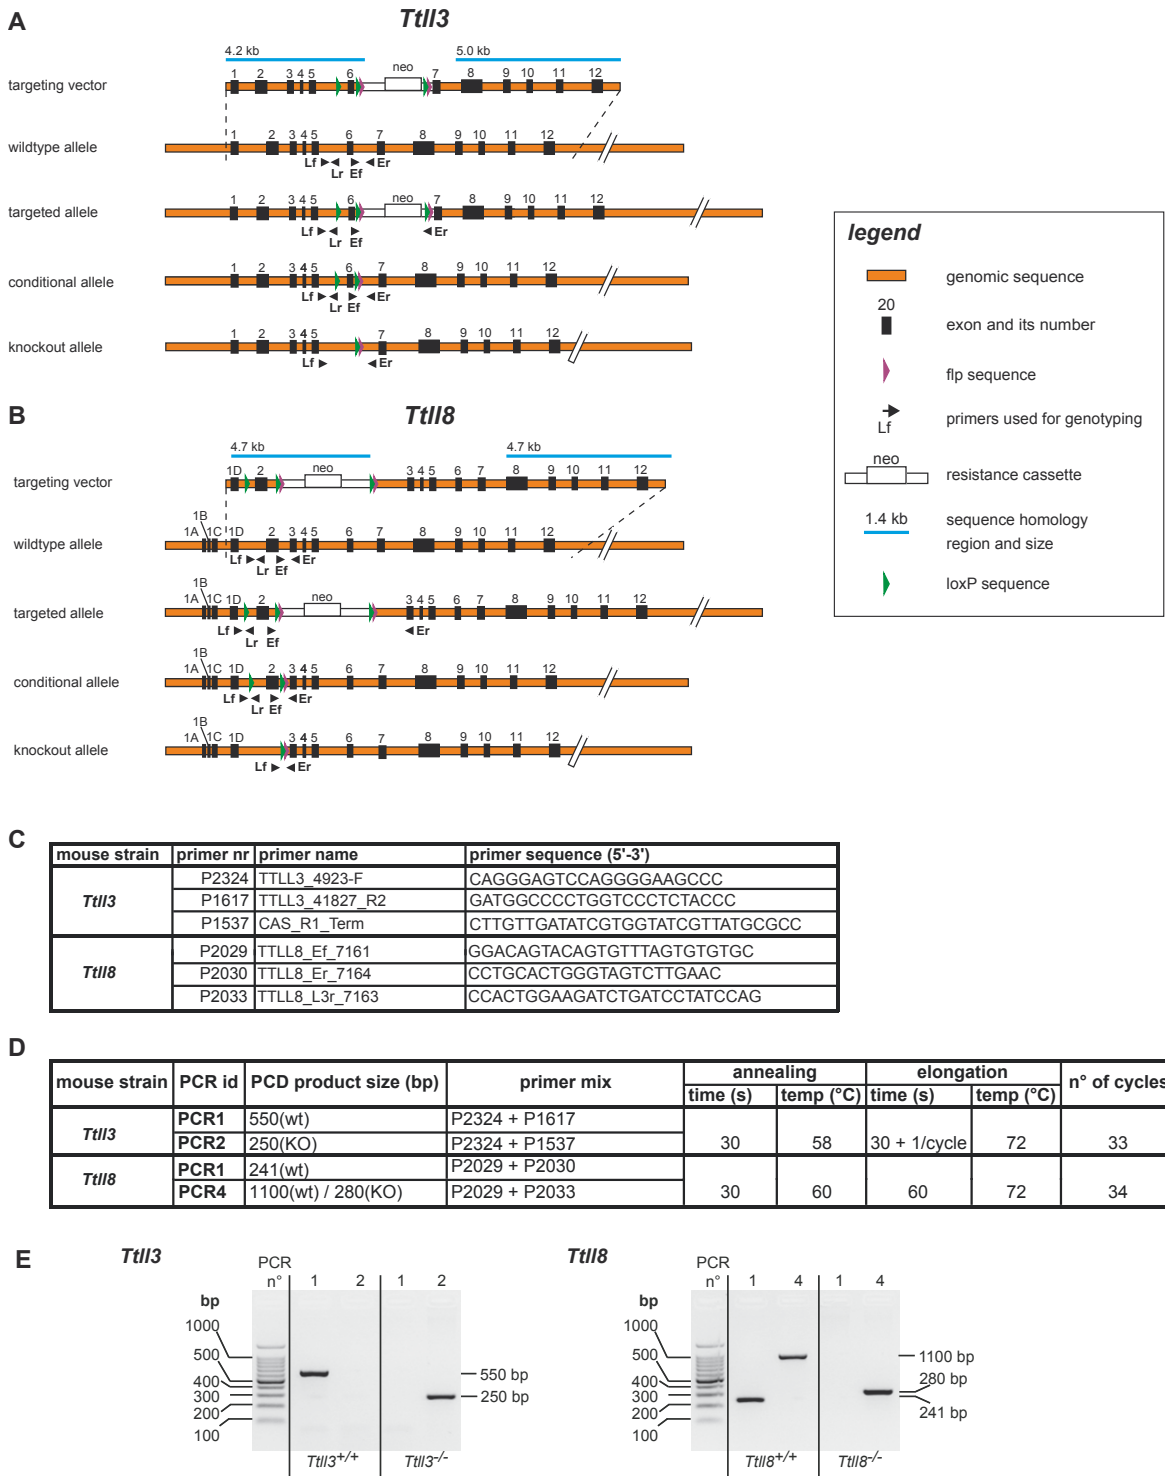 A
Ttll3
4.2 kb
5.0 kb
targeting vector
1 2 3 4 5 6 neo 7 8 9 10 11 12
wildtype allele
1 2 3 4 5 6 7 8 9 10 11 12
Lf Lr Ef Er
targeted allele
1 2 3 4 5 6 neo 7 8 9 10 11 12
Lf Lr Ef Er
conditional allele
1 2 3 4 5 6 7 8 9 10 11 12
Lf Lr Ef Er
knockout allele
1 2 3 4 5 7 8 9 10 11 12
Lf Er
legend
genomic sequence
20
exon and its number
flp sequence
Lf
primers used for genotyping
neo
resistance cassette
1.4 kb
sequence homology
region and size
loxP sequence
B
Ttll8
4.7 kb
4.7 kb
targeting vector
1D 2 neo 3 4 5 6 7 8 9 10 11 12
wildtype allele
1A 1B 1C 1D 2 3 4 5 6 7 8 9 10 11 12
Lf Lr Ef Er
targeted allele
1A 1B 1C 1D 2 neo 3 4 5 6 7 8 9 10 11 12
Lf Lr Ef Er
conditional allele
1A 1B 1C 1D 2 3 4 5 6 7 8 9 10 11 12
Lf Lr Ef Er
knockout allele
1A 1B 1C 1D 3 4 5 6 7 8 9 10 11 12
Lf Er
C
mouse strain primer nr primer name primer sequence (5'-3')
Ttll3
P2324 TTLL3_4923-F CAGGGAGTCCAGGGGAAGCCC
P1617 TTLL3_41827_R2 GATGGCCCCTGGTCCCTCTACCC
P1537 CAS_R1_Term CTTGTTGATATCGTGGTATCGTTATGCGCC
Ttll8
P2029 TTLL8_Ef_7161 GGACAGTACAGTGTTTAGTGTGTGC
P2030 TTLL8_Er_7164 CCTGCACTGGGTAGTCTTGAAC
P2033 TTLL8_L3r_7163 CCACTGGAAGATCTGATCCTATCCAG
D
mouse strain PCR id PCD product size (bp) primer mix annealing elongation n° of cycles
time (s) temp (°C) time (s) temp (°C)
Ttll3
PCR1 550(wt) P2324 + P1617
PCR2 250(KO) P2324 + P1537 30 58 30 + 1/cycle 72 33
Ttll8
PCR1 241(wt) P2029 + P2030
PCR4 1100(wt) / 280(KO) P2029 + P2033 30 60 60 72 34
E
Ttll3
PCR
n° 1 2 1 2
bp
1000
500
400
300
200
100
550 bp
250 bp
Ttll3+/+ Ttll3-/-
Ttll8
PCR
n° 1 4 1 4
bp
1000
500
400
300
200
100
1100 bp
280 bp
241 bp
Ttll8+/+ Ttll8-/-